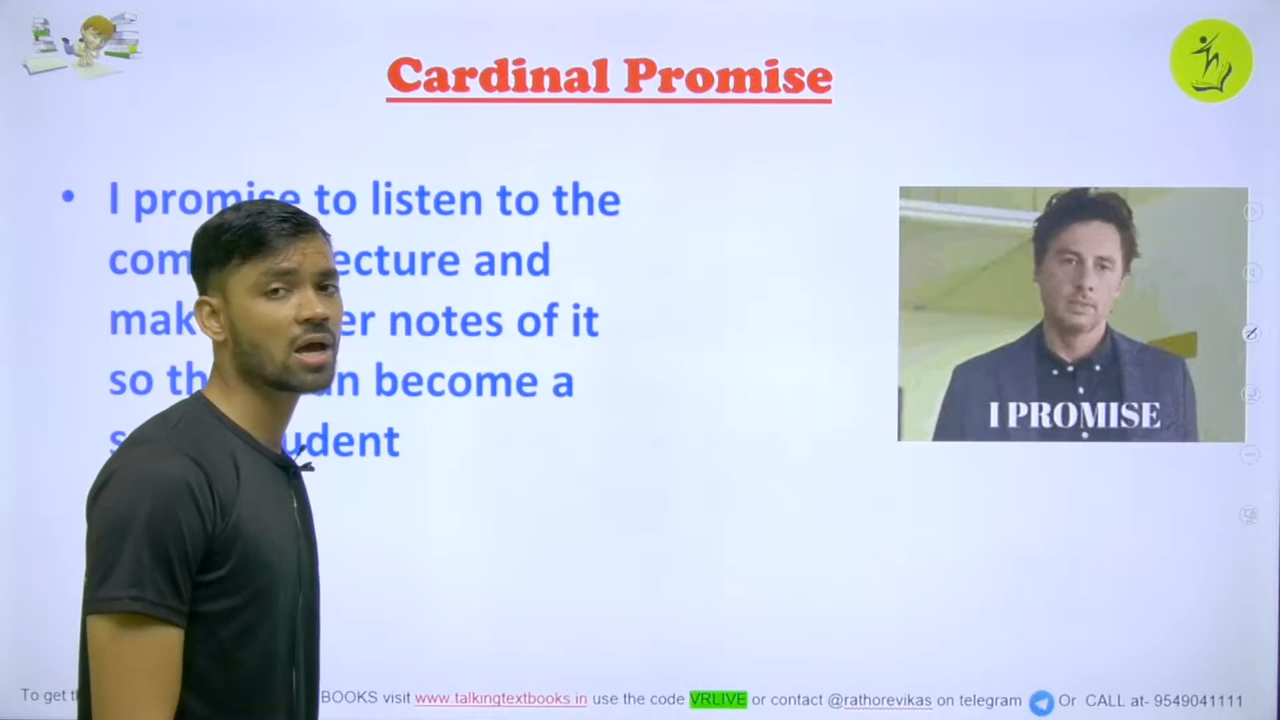 Cardinal Promise
• I promise to listen to the
com ecture and
mak er notes of it
so th an become a
s udent
I PROMISE
To get t BOOKS visit www.talkingtextbooks.in use the code VRLIVE or contact @rathorevikas on telegram Or CALL at- 9549041111